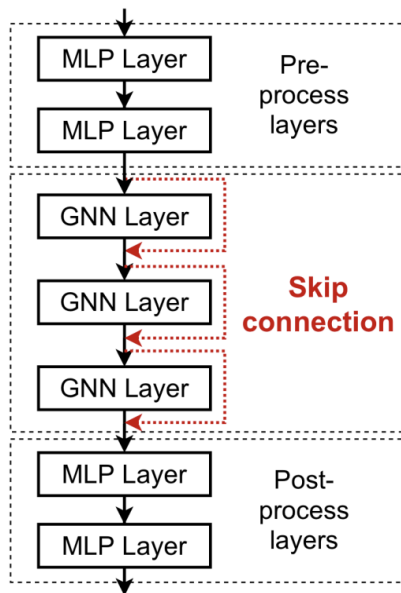 MLP Layer
MLP Layer
Pre-
process
layers
GNN Layer
GNN Layer
GNN Layer
Skip
connection
MLP Layer
MLP Layer
Post-
process
layers